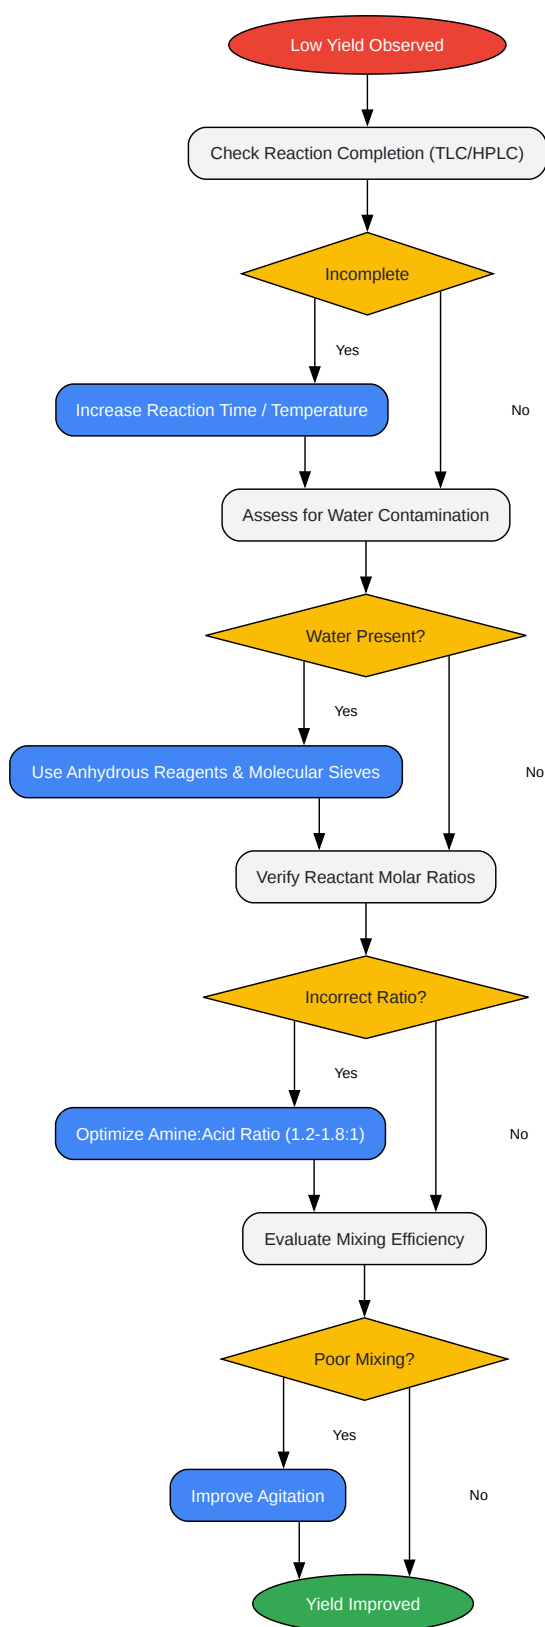 Low Yield Observed
Check Reaction Completion (TLC/HPLC)
Incomplete
Yes
Increase Reaction Time / Temperature
No
Assess for Water Contamination
Water Present?
Yes
Use Anhydrous Reagents & Molecular Sieves
No
Verify Reactant Molar Ratios
Incorrect Ratio?
Yes
Optimize Amine:Acid Ratio (1.2-1.8:1)
No
Evaluate Mixing Efficiency
Poor Mixing?
Yes
Improve Agitation
No
Yield Improved